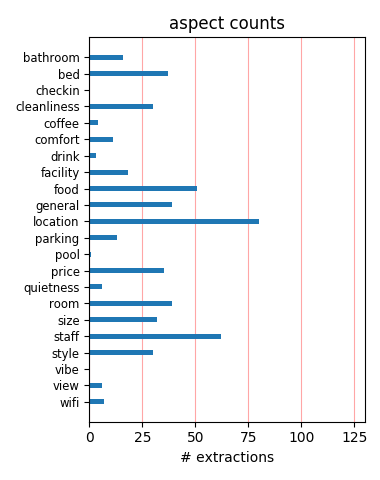 aspect counts
bathroom
bed
checkin
cleanliness
coffee
comfort
drink
facility
food
general
location
parking
pool
price
quietness
room
size
staff
style
vibe
view
wifi
0 25 50 75 100 125
# extractions